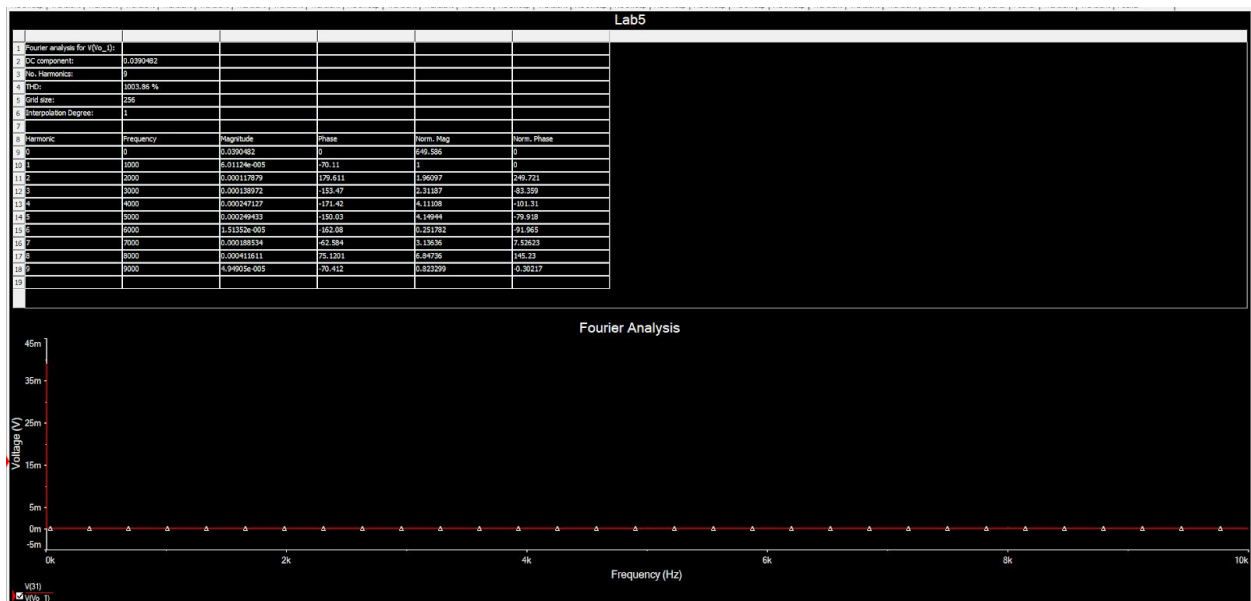 Lab5
1 Fourier analysis for V(Vo_1):
2 DC component: 0.0390482
3 No. Harmonics: 9
4 THD: 1003.86 %
5 Grid size: 256
6 Interpolation Degree: 1
7
8 Harmonic Frequency Magnitude Phase Norm. Mag Norm. Phase
9 0 0 0.0390482 0 649.586 0
10 1 1000 6.01124e-005 -70.11 1 0
11 2 2000 0.000117879 179.611 1.96097 249.721
12 3 3000 0.000138972 -153.47 2.31187 -83.359
13 4 4000 0.000247127 -171.42 4.11108 -101.31
14 5 5000 0.000249433 -150.03 4.14944 -79.918
15 6 6000 1.51352e-005 -162.08 0.251782 -91.965
16 7 7000 0.000188534 -62.584 3.13636 7.52623
17 8 8000 0.000411611 75.1201 6.84736 145.23
18 9 9000 4.94905e-005 -70.412 0.823299 -0.30217
19
Fourier Analysis
45m
35m
25m
15m
5m
0m
-5m
Voltage (V)
0k 2k 4k 6k 8k 10k
Frequency (Hz)
V(31)
V(Vo_1)